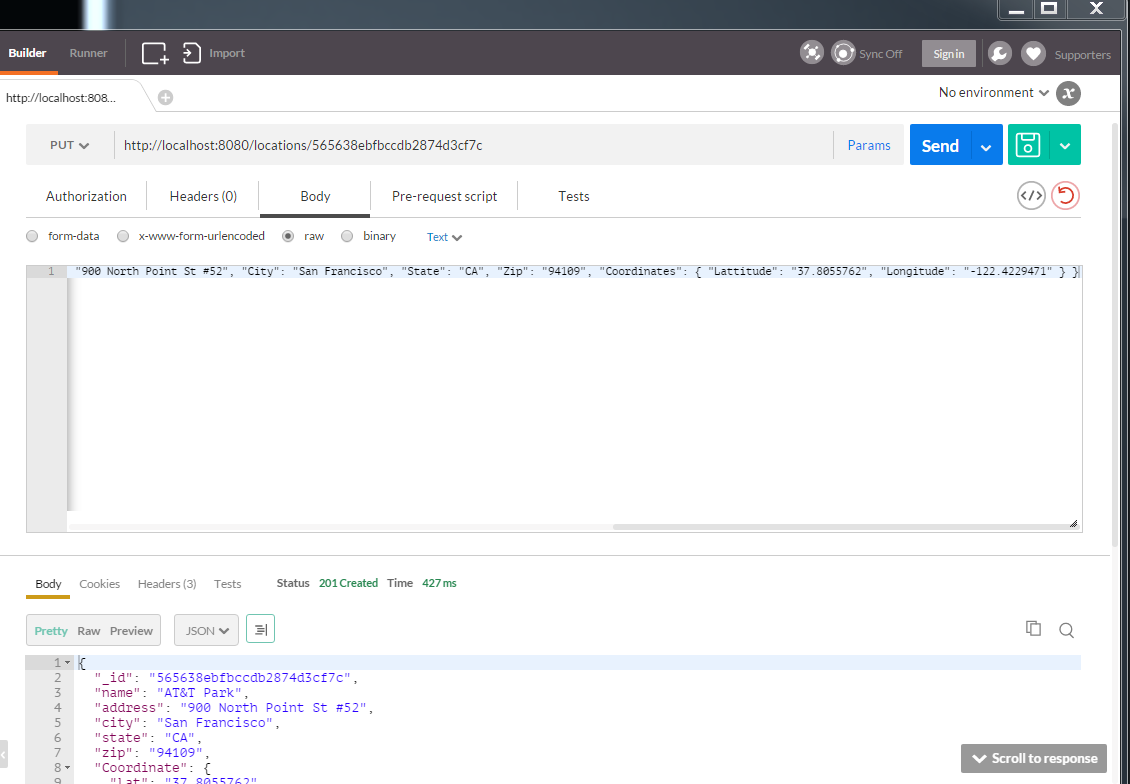 Builder Runner Import Sync Off Sign in Supporters
http://localhost:808... No environment x
PUT http://localhost:8080/locations/565638ebfbccdb2874d3cf7c Params Send
Authorization Headers (0) Body Pre-request script Tests </>
form-data x-www-form-urlencoded raw binary Text
1 "900 North Point St #52", "City": "San Francisco", "State": "CA", "Zip": "94109", "Coordinates": { "Lattitude": "37.8055762", "Longitude": "-122.4229471" } }
Body Cookies Headers (3) Tests Status 201 Created Time 427 ms
Pretty Raw Preview JSON
1 {
2 "_id": "565638ebfbccdb2874d3cf7c",
3 "name": "AT&T Park",
4 "address": "900 North Point St #52",
5 "city": "San Francisco",
6 "state": "CA",
7 "zip": "94109",
8 "Coordinate": {
9 "lat": "37.8055762"
Scroll to response